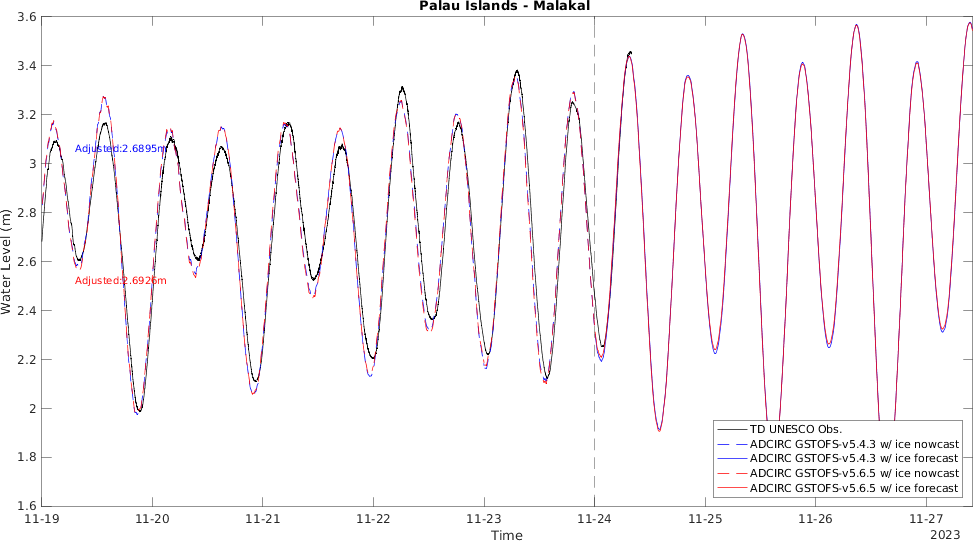 Palau Islands - Malakal
3.6
3.4
3.2
3
2.8
2.6
2.4
2.2
2
1.8
1.6
Water Level (m)
Adjusted:2.6895m
Adjusted:2.6926m
TD UNESCO Obs.
ADCIRC GSTOFS-v5.4.3 w/ ice nowcast
ADCIRC GSTOFS-v5.4.3 w/ ice forecast
ADCIRC GSTOFS-v5.6.5 w/ ice nowcast
ADCIRC GSTOFS-v5.6.5 w/ ice forecast
11-19 11-20 11-21 11-22 11-23 11-24 11-25 11-26 11-27
Time
2023